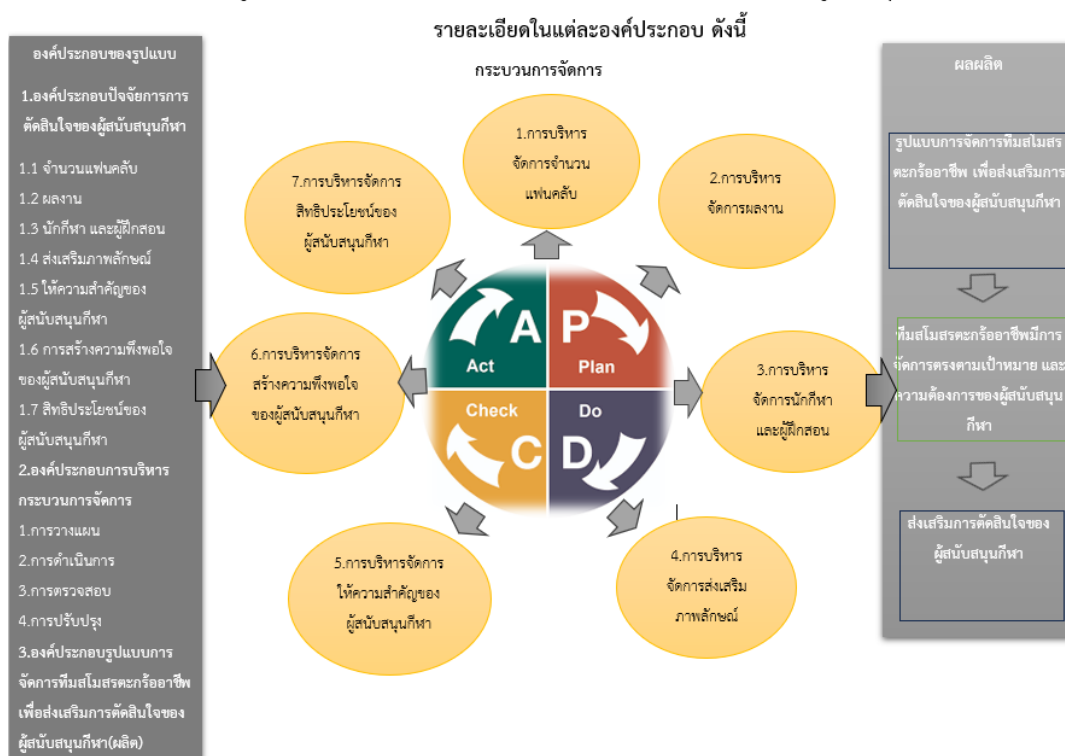 รายละเอียดในแต่ละองค์ประกอบ ดังนี้
องค์ประกอบของรูปแบบ
1.องค์ประกอบปัจจัยการการ
ตัดสินใจของผู้สนับสนุนกีฬา
1.1 จำนวนแฟนคลับ
1.2 ผลงาน
1.3 นักกีฬา และผู้ฝึกสอน
1.4 ส่งเสริมภาพลักษณ์
1.5 ให้ความสำคัญของ
ผู้สนับสนุนกีฬา
1.6 การสร้างความพึงพอใจ
ของผู้สนับสนุนกีฬา
1.7 สิทธิประโยชน์ของ
ผู้สนับสนุนกีฬา
2.องค์ประกอบการบริหาร
กระบวนการจัดการ
1.การวางแผน
2.การดำเนินการ
3.การตรวจสอบ
4.การปรับปรุง
3.องค์ประกอบรูปแบบการ
จัดการทีมสโมสรตะกร้ออาชีพ
เพื่อส่งเสริมการตัดสินใจของ
ผู้สนับสนุนกีฬา(ผลิต)
กระบวนการจัดการ
1.การบริหาร
จัดการจำนวน
แฟนคลับ
2.การบริหาร
จัดการผลงาน
3.การบริหาร
จัดการนักกีฬา
และผู้ฝึกสอน
4.การบริหาร
จัดการส่งเสริม
ภาพลักษณ์
5.การบริหารจัดการ
ให้ความสำคัญของ
ผู้สนับสนุนกีฬา
6.การบริหารจัดการ
สร้างความพึงพอใจ
ของผู้สนับสนุนกีฬา
7.การบริหารจัดการ
สิทธิประโยชน์ของ
ผู้สนับสนุนกีฬา
A
Act
P
Plan
Check
C
Do
D
ผลผลิต
รูปแบบการจัดการทีมสโมสร
ตะกร้ออาชีพ เพื่อส่งเสริมการ
ตัดสินใจของผู้สนับสนุนกีฬา
ทีมสโมสรตะกร้ออาชีพมีการ
จัดการตรงตามเป้าหมาย และ
ความต้องการของผู้สนับสนุน
กีฬา
ส่งเสริมการตัดสินใจของ
ผู้สนับสนุนกีฬา